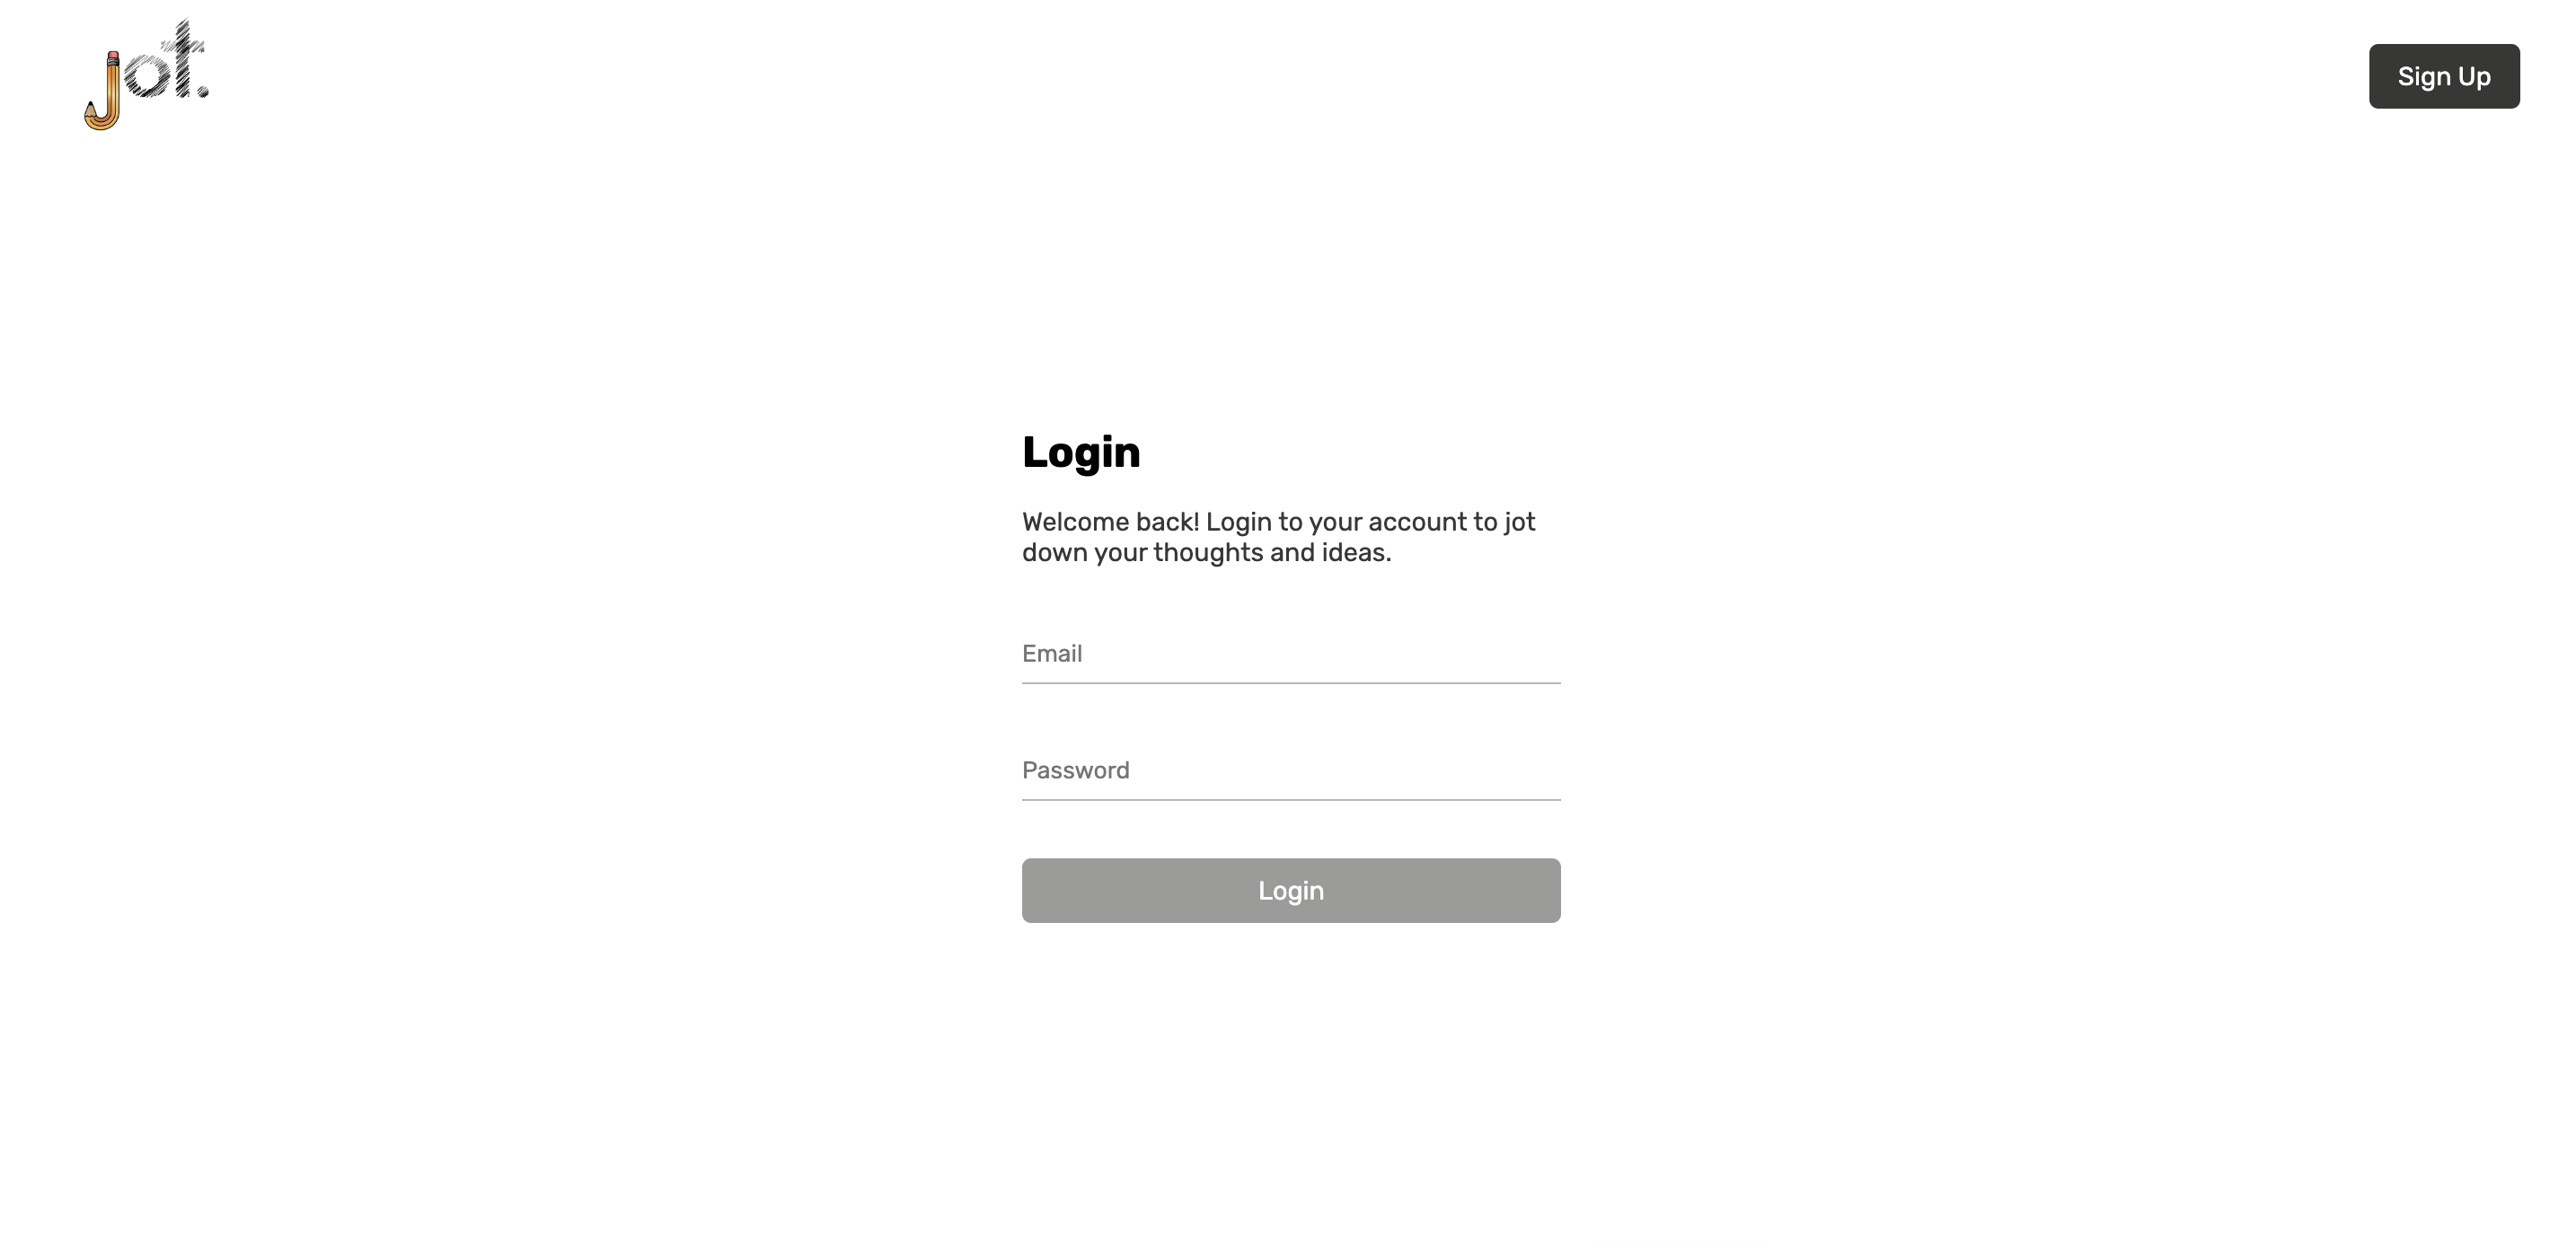 jot.
Sign Up
Login
Welcome back! Login to your account to jot
down your thoughts and ideas.
Email
Password
Login